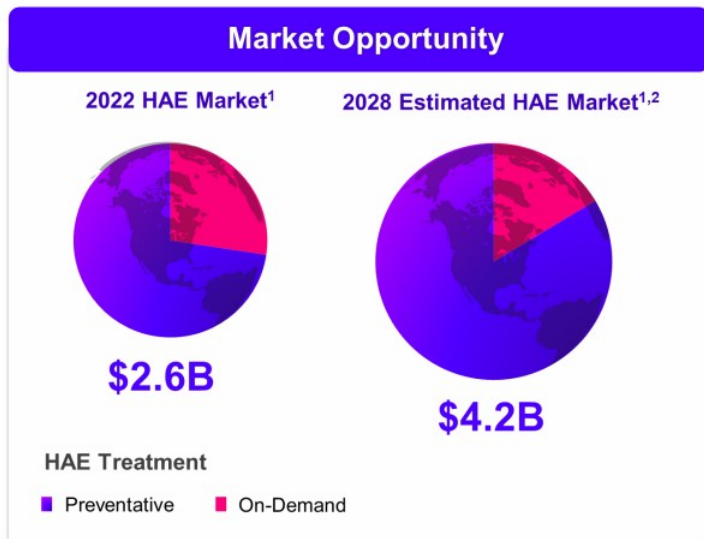 Market Opportunity
2022 HAE Market¹
2028 Estimated HAE Market¹,²
$2.6B
$4.2B
HAE Treatment
Preventative
On-Demand